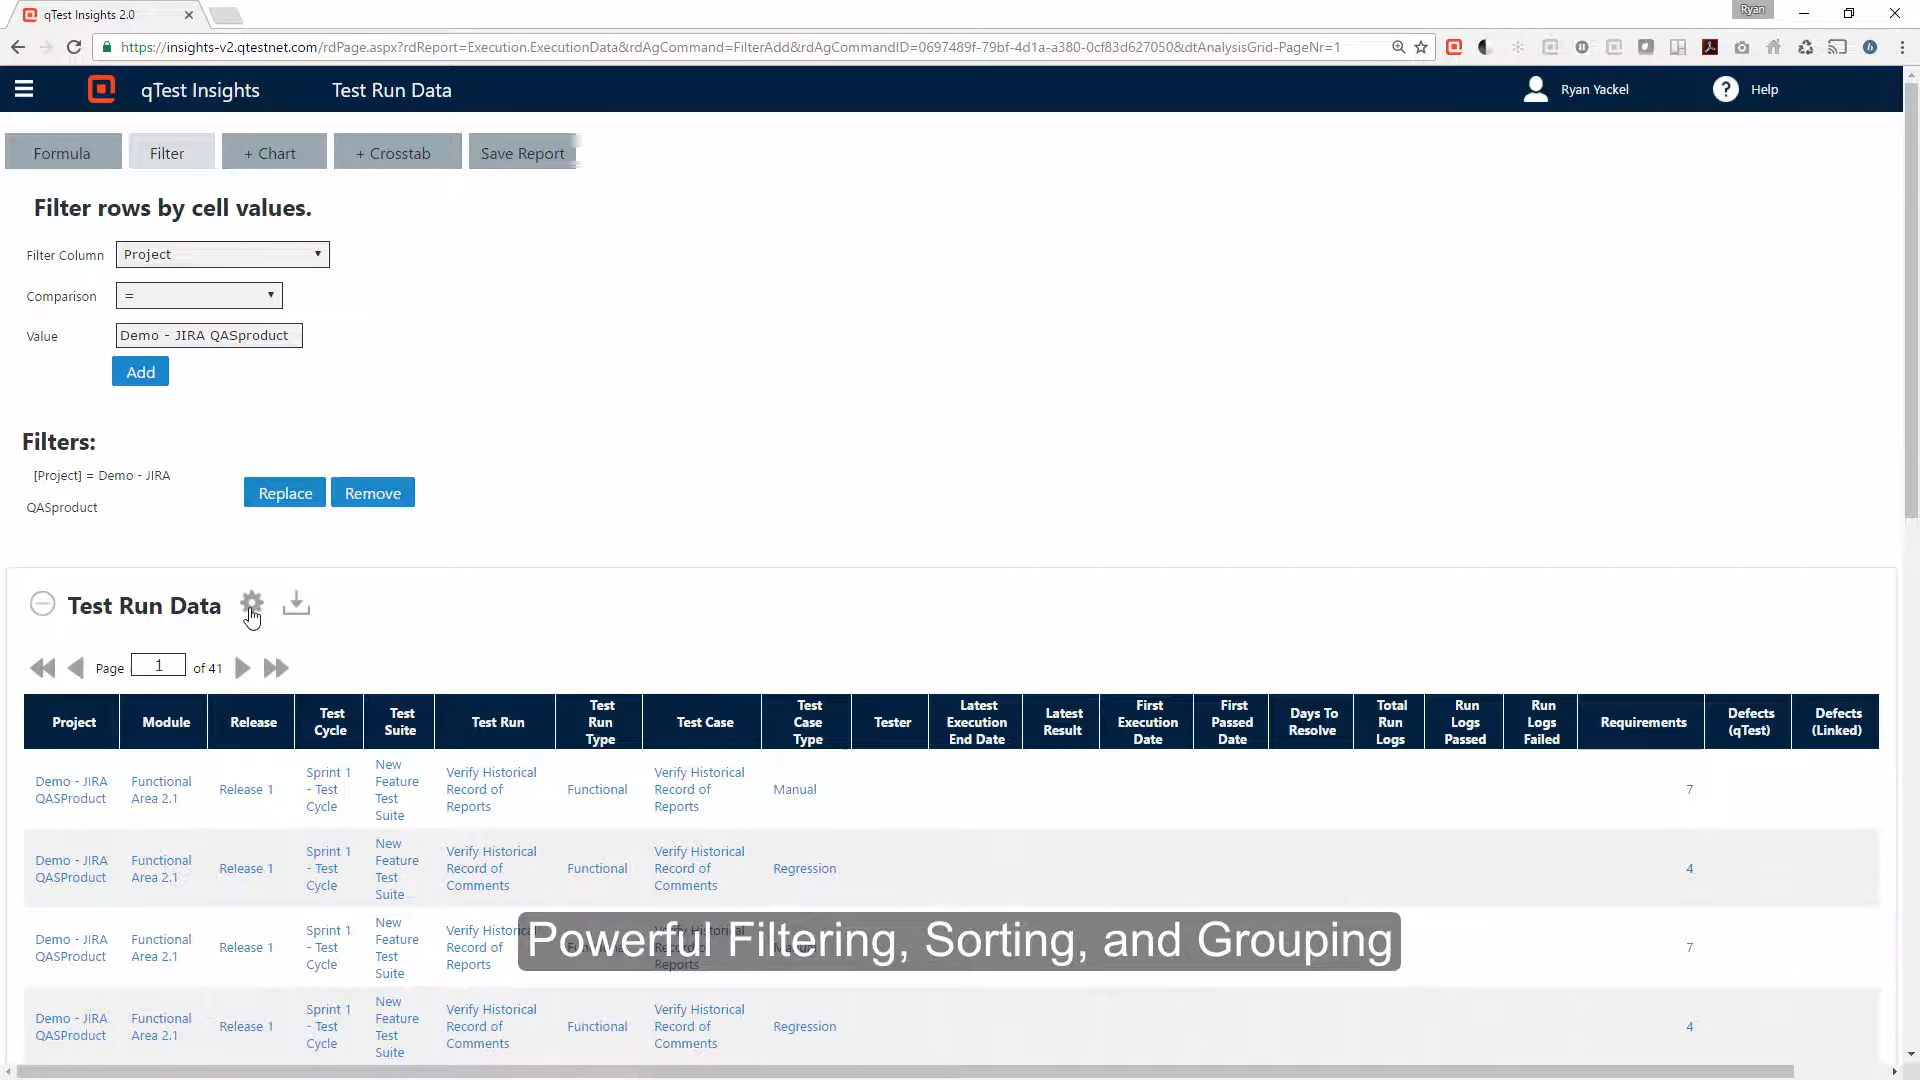 qTest Insights 2.0
Ryan
https://insights-v2.qtestnet.com/rdPage.aspx?rdReport=Execution.ExecutionData&rdAgCommand=FilterAdd&rdAgCommandID=0697489f-79bf-4d1a-a380-0cf83d627050&dtAnalysisGrid-PageNr=1
qTest Insights
Test Run Data
Ryan Yackel
? Help
Formula
Filter
+ Chart
+ Crosstab
Save Report
Filter rows by cell values.
Filter Column Project
Comparison =
Value Demo - JIRA QASproduct
Add
Filters:
[Project] = Demo - JIRA
QASproduct
Replace Remove
Test Run Data
Page 1 of 41
Project Module Release Test Cycle Test Suite Test Run Test Run Type Test Case Test Case Type Tester Latest Execution End Date Latest Result First Execution Date First Passed Date Days To Resolve Total Run Logs Run Logs Passed Run Logs Failed Requirements Defects (qTest) Defects (Linked)
Demo - JIRA QASProduct Functional Area 2.1 Release 1 Sprint 1 - Test Cycle New Feature Test Suite Verify Historical Record of Reports Functional Verify Historical Record of Reports Manual 7
Demo - JIRA QASProduct Functional Area 2.1 Release 1 Sprint 1 - Test Cycle New Feature Test Suite Verify Historical Record of Comments Functional Verify Historical Record of Comments Regression 4
Demo - JIRA QASProduct Functional Area 2.1 Release 1 Sprint 1 - Test Cycle New Feature Test Suite Verify Historical Record of Reports Functional Verify Historical Record of Reports Manual 7
Powerful Filtering, Sorting, and Grouping
Demo - JIRA QASProduct Functional Area 2.1 Release 1 Sprint 1 - Test Cycle New Feature Test Suite Verify Historical Record of Comments Functional Verify Historical Record of Comments Regression 4